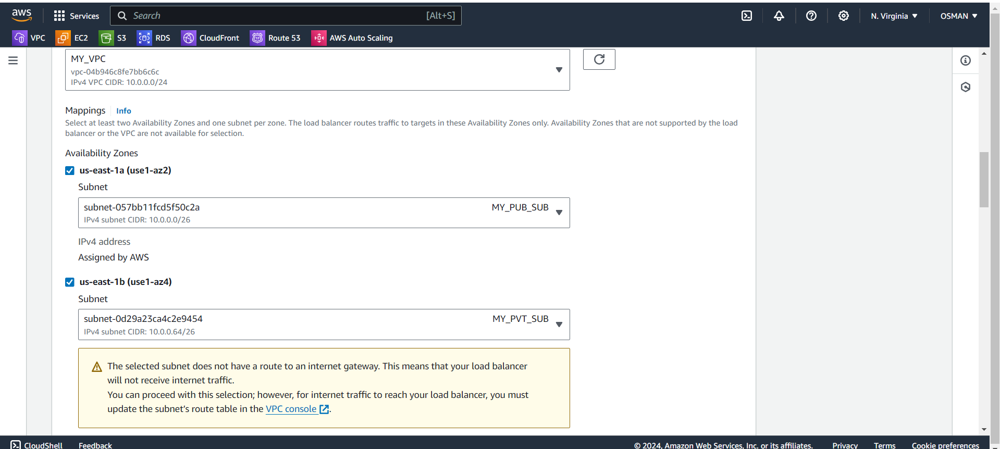 aws
Services
Search
[Alt+S]
N. Virginia
OSMAN
VPC
EC2
S3
RDS
CloudFront
53
Route 53
AWS Auto Scaling
MY_VPC
vpc-04b946c8fe7bb6c6c
IPv4 VPC CIDR: 10.0.0.0/24
Mappings
Info
Select at least two Availability Zones and one subnet per zone. The load balancer routes traffic to targets in these Availability Zones only. Availability Zones that are not supported by the load
balancer or the VPC are not available for selection.
Availability Zones
us-east-1a (use1-az2)
Subnet
subnet-057bb11fcd5f50c2a
MY_PUB_SUB
IPv4 subnet CIDR: 10.0.0.0/26
IPv4 address
Assigned by AWS
us-east-1b (use1-az4)
Subnet
subnet-0d29a23ca4c2e9454
MY_PVT_SUB
IPv4 subnet CIDR: 10.0.0.64/26
The selected subnet does not have a route to an internet gateway. This means that your load balancer
will not receive internet traffic.
You can proceed with this selection; however, for internet traffic to reach your load balancer, you must
update the subnet’s route table in the VPC console.
CloudShell
Feedback
© 2024, Amazon Web Services, Inc. or its affiliates.
Privacy
Terms
Cookie preferences